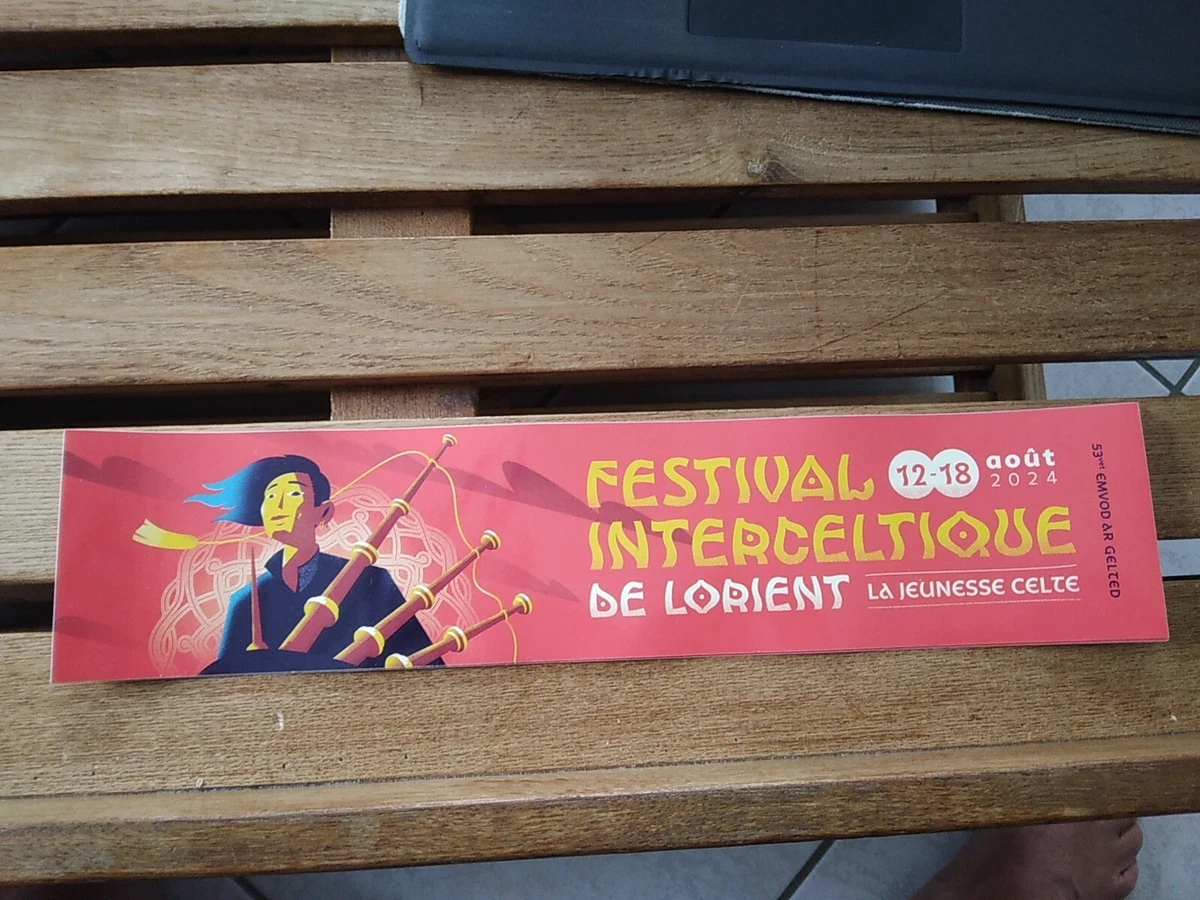 FESTIVAL
12-18 août
2024
INTERCELTIQUE
DE LORIENT
LA JEUNESSE CELTE
53vet EMVOD AR GELTED